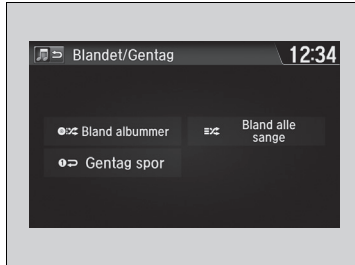 Blandet/Gentag
12:34
Bland albummer
Bland alle
sange
Gentag spor